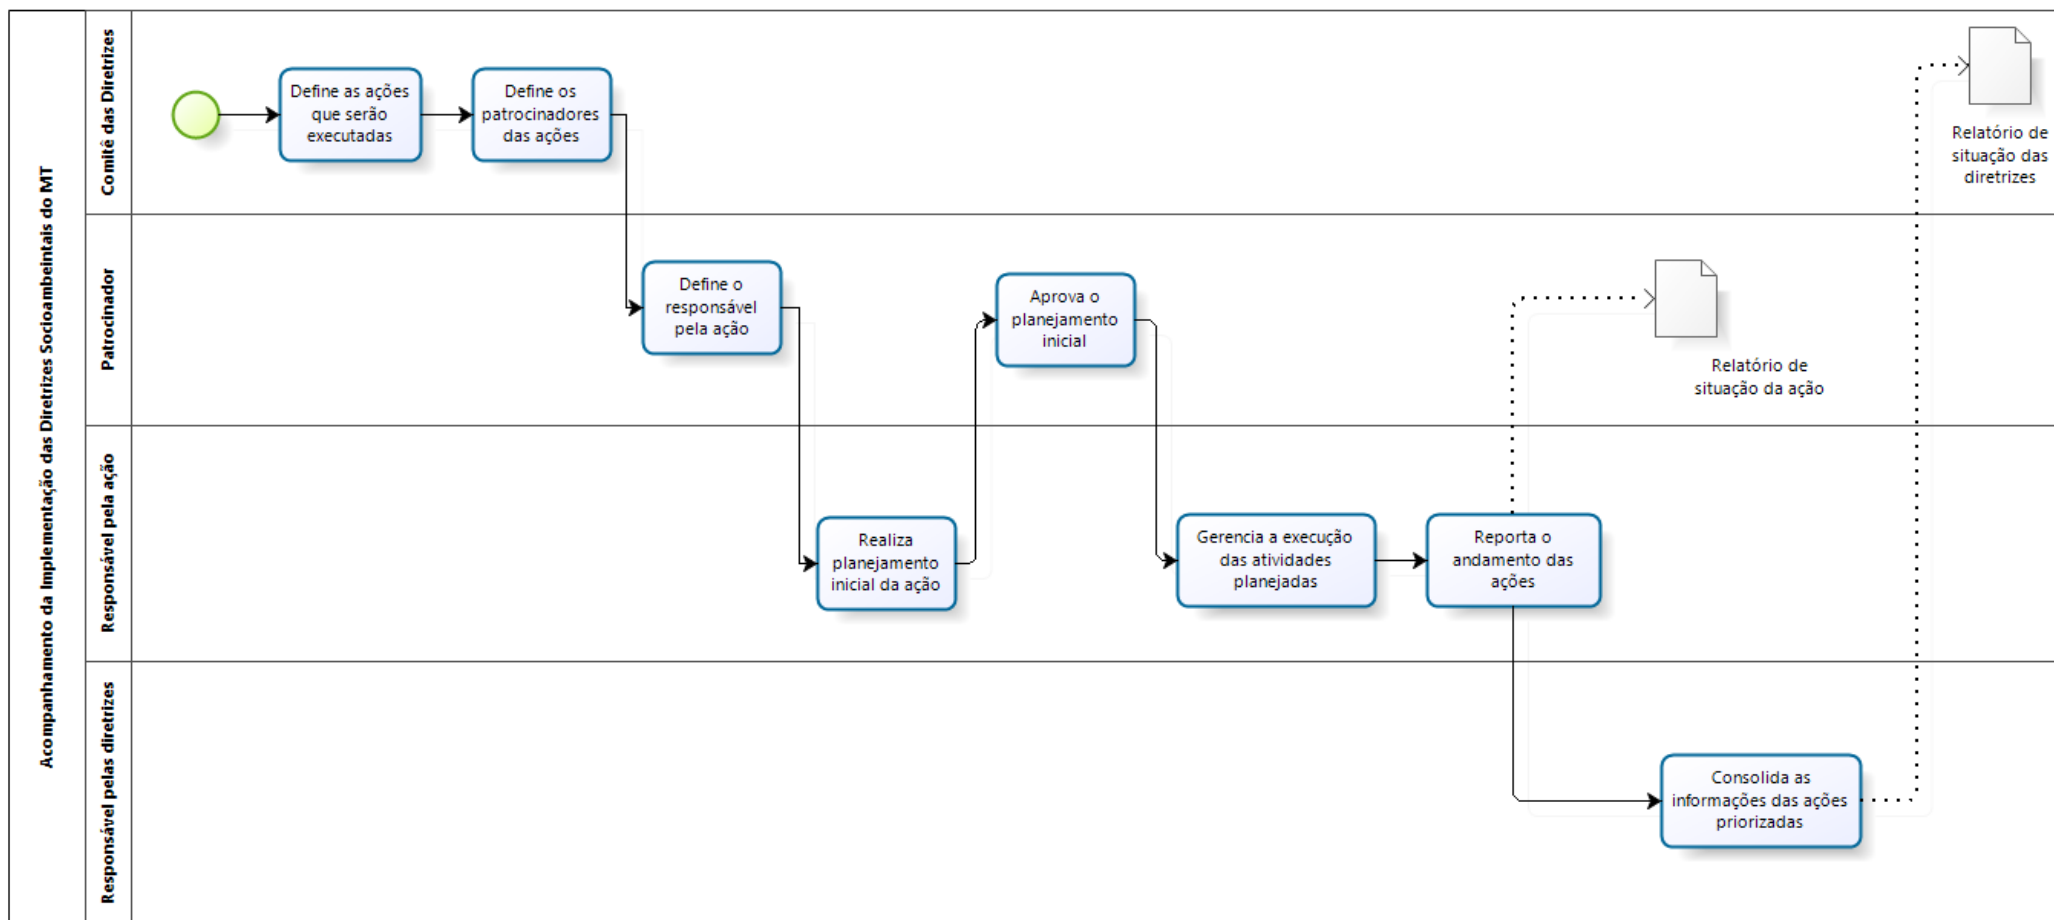 Acompanhamento da Implementação das Diretrizes Socioambeintais do MT
Comitê das Diretrizes
Define as ações
que serão
executadas
Define os
patrocinadores
das ações
Relatório de
situação das
diretrizes
Patrocinador
Define o
responsável
pela ação
Aprova o
planejamento
inicial
Relatório de
situação da ação
Responsável pela ação
Realiza
planejamento
inicial da ação
Gerencia a execução
das atividades
planejadas
Reporta o
andamento das
ações
Responsável pelas diretrizes
Consolida as
informações das ações
priorizadas